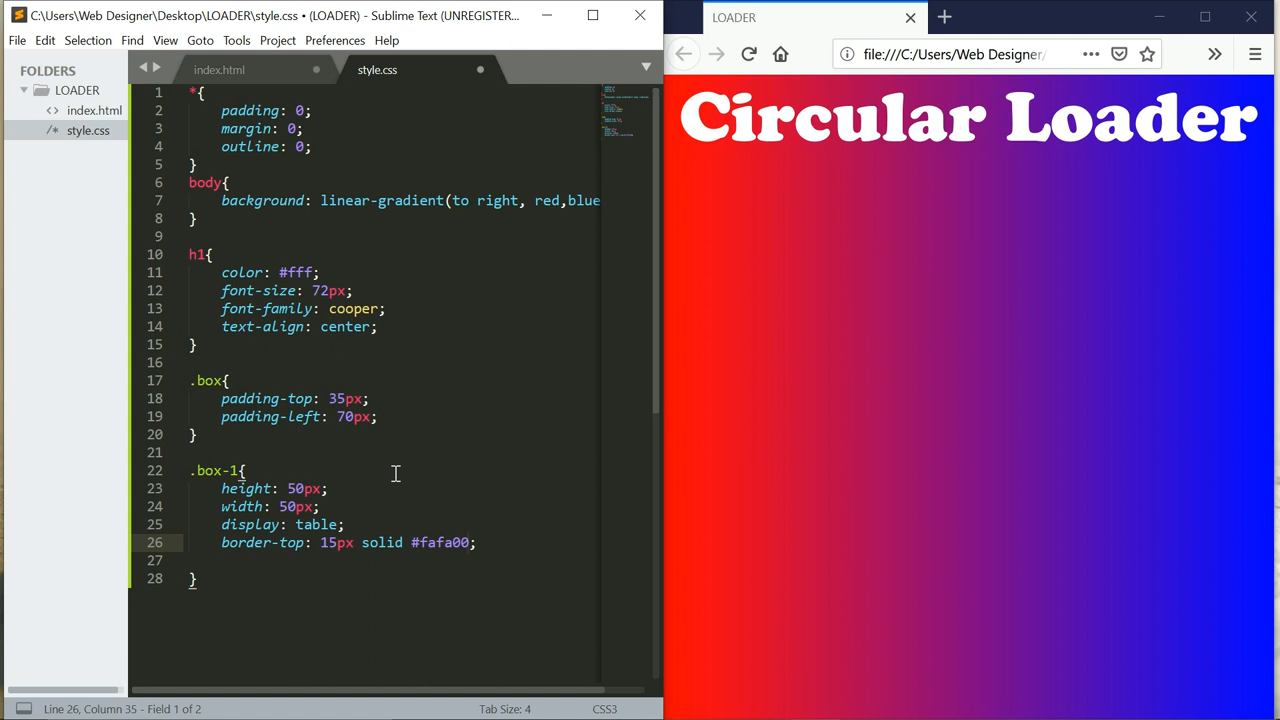 C:\Users\Web Designer\Desktop\LOADER\style.css • (LOADER) - Sublime Text (UNREGISTER...
File Edit Selection Find View Goto Tools Project Preferences Help
FOLDERS
LOADER
<> index.html
/* style.css
index.html
style.css
1 *{
2 padding: 0;
3 margin: 0;
4 outline: 0;
5 }
6 body{
7 background: linear-gradient(to right, red,blue
8 }
9
10 h1{
11 color: #fff;
12 font-size: 72px;
13 font-family: cooper;
14 text-align: center;
15 }
16
17 .box{
18 padding-top: 35px;
19 padding-left: 70px;
20 }
21
22 .box-1{
23 height: 50px;
24 width: 50px;
25 display: table;
26 border-top: 15px solid #fafa00;
27
28 }
Line 26, Column 35 - Field 1 of 2
Tab Size: 4
CSS3
LOADER
file:///C:/Users/Web Designer/
Circular Loader